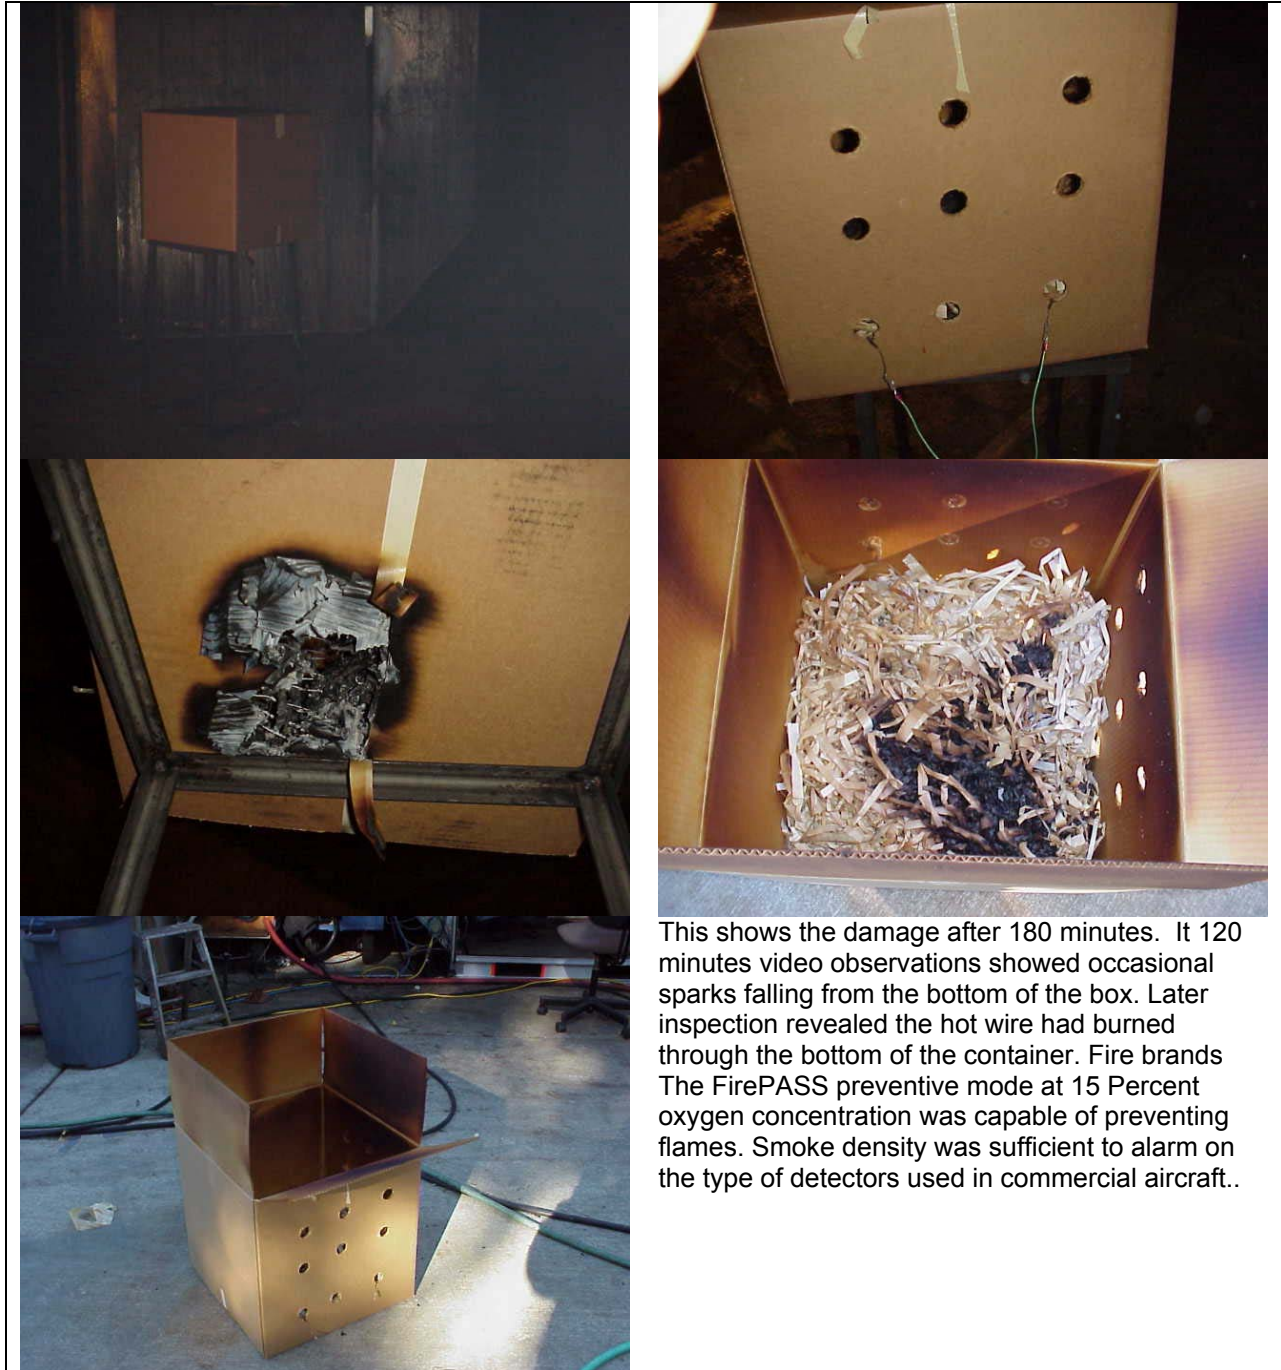 This shows the damage after 180 minutes.  It 120
minutes video observations showed occasional
sparks falling from the bottom of the box. Later
inspection revealed the hot wire had burned
through the bottom of the container. Fire brands
The FirePASS preventive mode at 15 Percent
oxygen concentration was capable of preventing
flames. Smoke density was sufficient to alarm on
the type of detectors used in commercial aircraft..